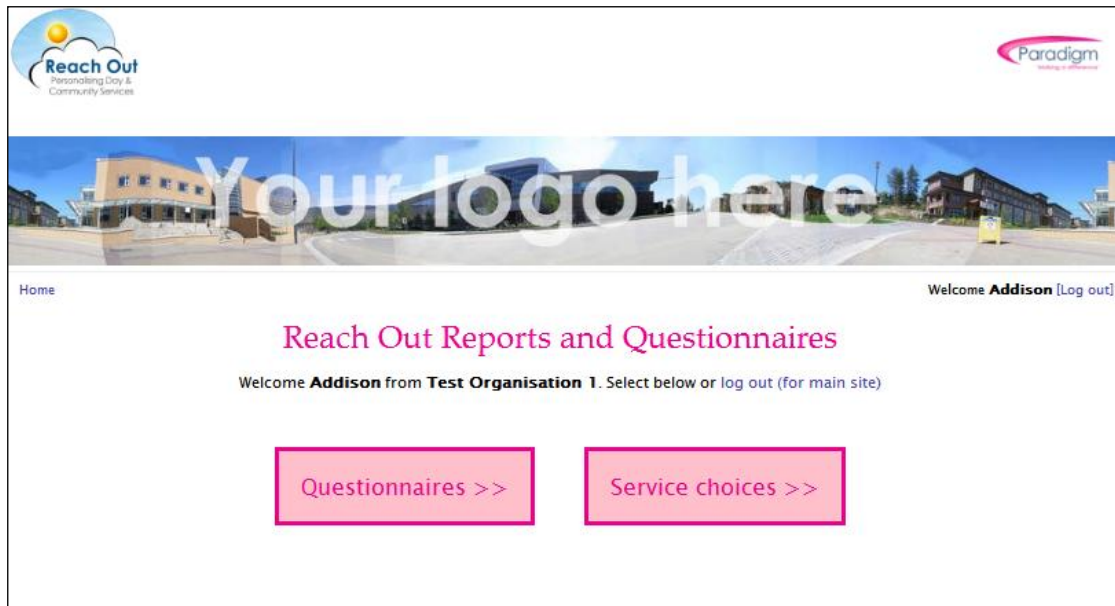 Reach Out
Personalising Day &
Community Services
Paradigm
Your logo here
Home
Welcome Addison [Log out]
Reach Out Reports and Questionnaires
Welcome Addison from Test Organisation 1. Select below or log out (for main site)
Questionnaires >>
Service choices >>